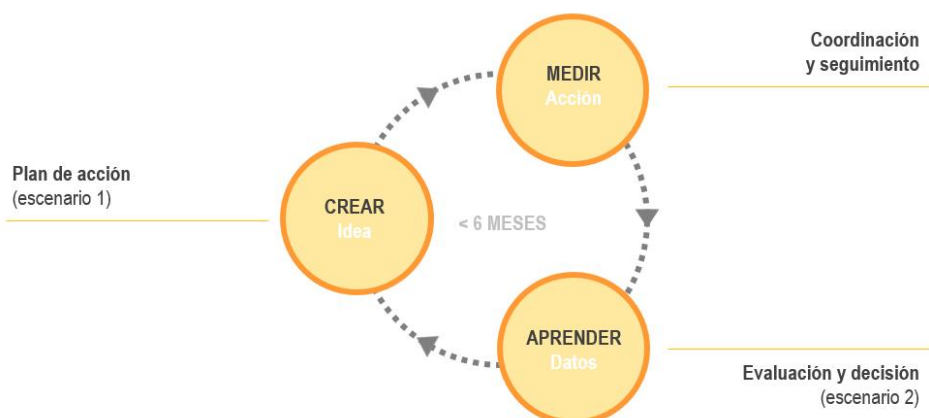 Coordinación
y seguimiento
MEDIR
Acción
Plan de acción
(escenario 1)
CREAR
Idea
< 6 MESES
APRENDER
Datos
Evaluación y decisión
(escenario 2)